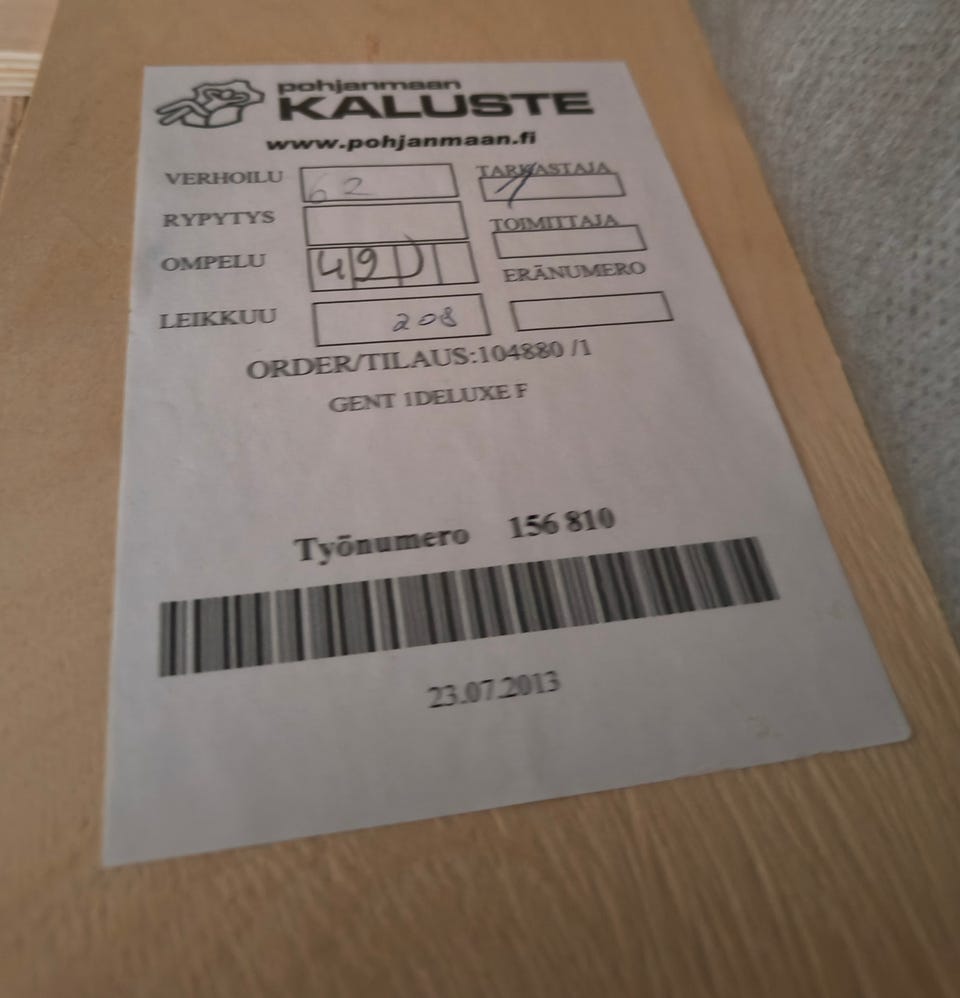 pohjanmaan
KALUSTE
www.pohjanmaan.fi
VERHOILU 62 TARKASTAJA
RYPYTYS TOIMITTAJA
OMPELU 49 ERÄNUMERO
LEIKKUU 208
ORDER/TILAUS:104880 /1
GENT 1DELUXE F
Työnumero 156 810
23.07.2013